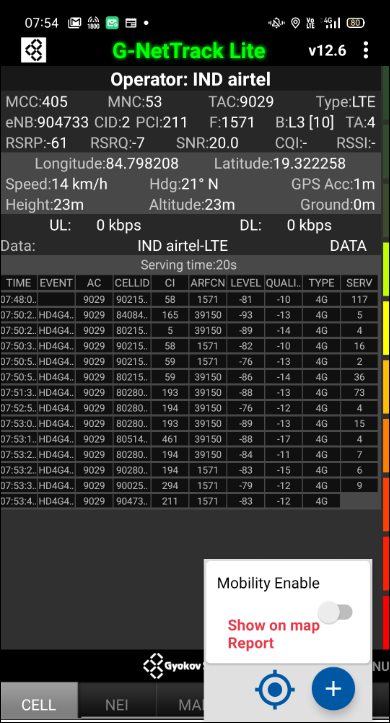 07:54 1800 4G 80
G-NetTrack Lite v12.6
Operator: IND airtel
MCC:405 MNC:53 TAC:9029 Type:LTE
eNB:904733 CID:2 PCI:211 F:1571 B:L3 [10] TA:4
RSRP:-61 RSRQ:-7 SNR:20.0 CQI:- RSSI:-
Longitude:84.798208 Latitude:19.322258
Speed:14 km/h Hdg:21° N GPS Acc:1m
Height:23m Altitude:23m Ground:0m
UL: 0 kbps DL: 0 kbps
Data: IND airtel-LTE DATA
Serving time:20s
TIME EVENT AC CELLID CI ARFCN LEVEL QUALI.. TYPE SERV
07:48:0.. 9029 90215.. 58 1571 -81 -10 4G 117
07:50:2.. HD4G4.. 9029 84084.. 165 39150 -93 -13 4G 5
07:50:2.. HD4G4.. 9029 80215.. 5 39150 -89 -14 4G 4
07:50:3.. HD4G4.. 9029 90215.. 58 1571 -82 -10 4G 16
07:50:5.. HD4G4.. 9029 90215.. 59 1571 -76 -13 4G 2
07:50:5.. HD4G4.. 9029 80215.. 59 39150 -86 -14 4G 36
07:51:3.. HD4G4.. 9029 80280.. 193 39150 -88 -13 4G 73
07:52:5.. HD4G4.. 9029 80280.. 194 39150 -76 -12 4G 4
07:53:0.. HD4G4.. 9029 80280.. 193 39150 -89 -13 4G 15
07:53:1.. HD4G4.. 9029 80514.. 461 39150 -88 -17 4G 4
07:53:2.. HD4G4.. 9029 80280.. 194 39150 -84 -11 4G 7
07:53:2.. HD4G4.. 9029 90280.. 194 1571 -83 -15 4G 6
07:53:3.. HD4G4.. 9029 90025.. 294 1571 -79 -12 4G 9
07:53:4.. HD4G4.. 9029 90473.. 211 1571 -83 -12 4G
Mobility Enable
Show on map
Report
Gyokov
NU
CELL NEI MA